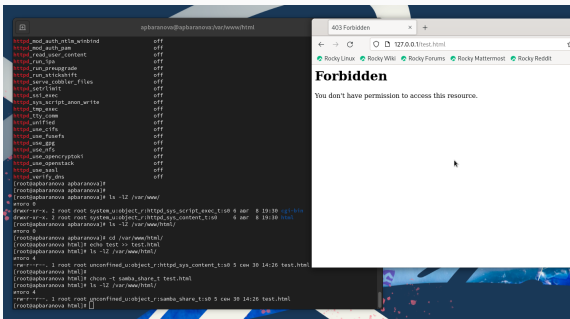 apbaranova@apbaranova:/var/www/html
httpd_mod_auth_ntlm_winbind off
httpd_mod_auth_pam off
httpd_read_user_content off
httpd_run_ipa off
httpd_run_preupgrade off
httpd_run_stickshift off
httpd_serve_cobbler_files off
httpd_setrlimit off
httpd_ssi_exec off
httpd_sys_script_anon_write off
httpd_tmp_exec off
httpd_tty_comm off
httpd_unified off
httpd_use_cifs off
httpd_use_fusefs off
httpd_use_gpg off
httpd_use_nfs off
httpd_use_opencryptoki off
httpd_use_openstack off
httpd_use_sasl off
httpd_verify_dns off
[root@apbaranova apbaranova]#
[root@apbaranova apbaranova]#
[root@apbaranova apbaranova]# ls -lZ /var/www/
итого 0
drwxr-xr-x. 2 root root system_u:object_r:httpd_sys_script_exec_t:s0 6 авг 8 19:30 cgi-bin
drwxr-xr-x. 2 root root system_u:object_r:httpd_sys_content_t:s0 6 авг 8 19:30 html
[root@apbaranova apbaranova]# ls -lZ /var/www/html/
итого 0
[root@apbaranova apbaranova]# cd /var/www/html
[root@apbaranova html]# echo test >> test.html
[root@apbaranova html]# ls -lZ /var/www/html/
итого 4
-rw-r--r--. 1 root root unconfined_u:object_r:httpd_sys_content_t:s0 5 сен 30 14:26 test.html
[root@apbaranova html]#
[root@apbaranova html]# chcon -t samba_share_t test.html
[root@apbaranova html]# ls -lZ /var/www/html/
итого 4
-rw-r--r--. 1 root root unconfined_u:object_r:samba_share_t:s0 5 сен 30 14:26 test.html
[root@apbaranova html]#
403 Forbidden
127.0.0.1/test.html
Rocky Linux Rocky Wiki Rocky Forums Rocky Mattermost Rocky Reddit
Forbidden
You don't have permission to access this resource.